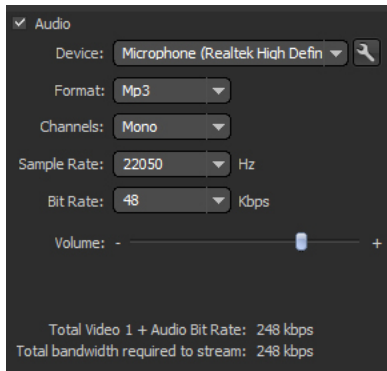 Audio
Device: Microphone (Realtek High Defin
Format: Mp3
Channels: Mono
Sample Rate: 22050 Hz
Bit Rate: 48 Kbps
Volume: - +
Total Video 1 + Audio Bit Rate: 248 kbps
Total bandwidth required to stream: 248 kbps